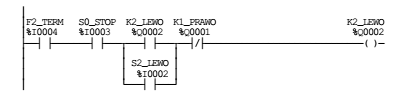 F2_TERM S0_STOP K2_LEWO K1_PRAWO K2_LEWO
%I0004 %I0003 %Q0002 %Q0001 %Q0002
S2_LEWO
%I0002